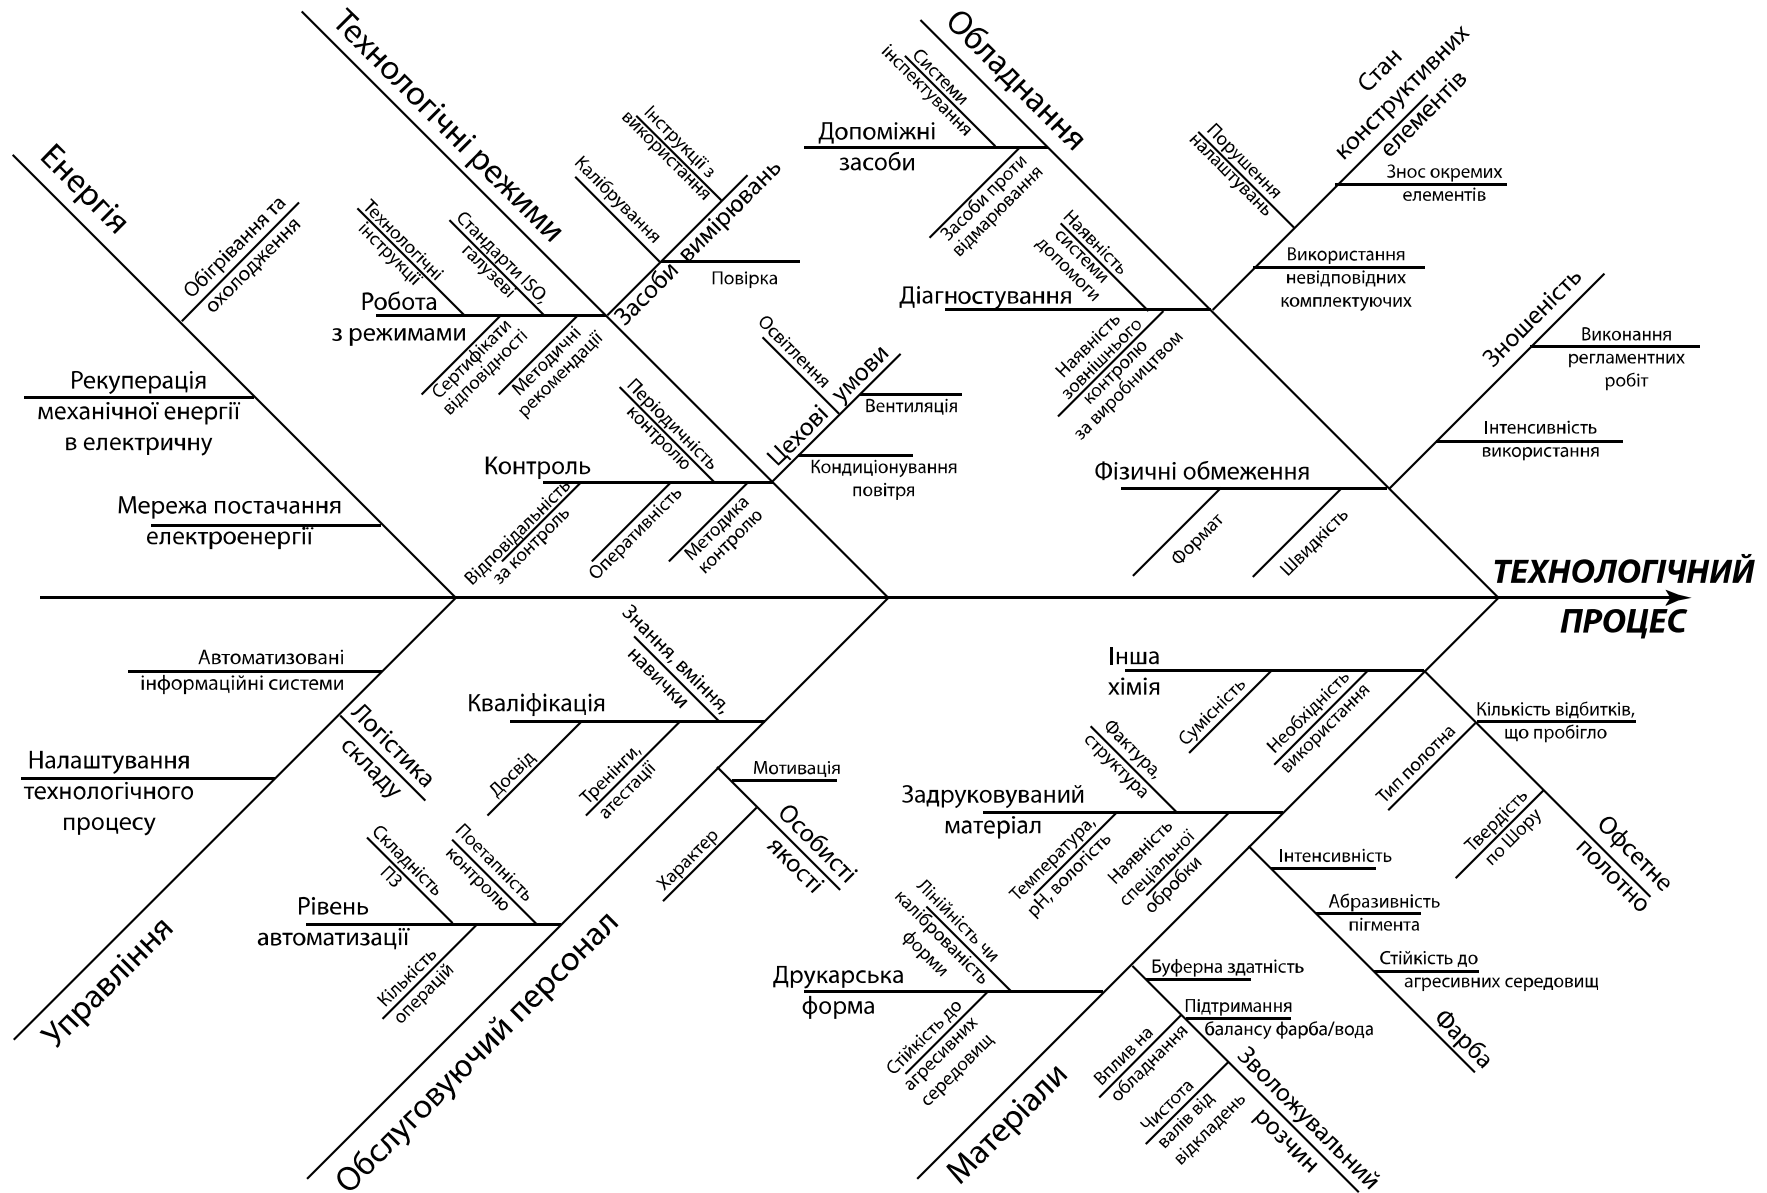 Енергія
Обігрівання та
охолодження
Рекуперація
механічної енергії
в електричну
Мережа постачання
електроенергії
Технологічні режими
Робота
з режимами
Технологічні
інструкції
Стандарти ISO,
галузеві
Сертифікати
відповідності
Методичні
рекомендації
Засоби вимірювань
Калібрування
Інструкції з
використання
Повірка
Контроль
Періодичність
контролю
Відповідальність
за контроль
Оперативність
Методика
контролю
Цехові умови
Освітлення
Вентиляція
Кондиціонування
повітря
Обладнання
Допоміжні
засоби
Системи
інспектування
Засоби проти
відмарювання
Діагностування
Наявність
системи
допомоги
Наявність
зовнішнього
контролю
за виробництвом
Стан
конструктивних
елементів
Порушення
налаштувань
Знос окремих
елементів
Використання
невідповідних
комплектуючих
Фізичні обмеження
Формат
Швидкість
Зношеність
Виконання
регламентних
робіт
Інтенсивність
використання
ТЕХНОЛОГІЧНИЙ
ПРОЦЕС
Автоматизовані
інформаційні системи
Логістика
складу
Налаштування
технологічного
процесу
Управління
Кваліфікація
Знання, вміння,
навички
Досвід
Тренінги,
атестації
Мотивація
Особисті
якості
Характер
Рівень
автоматизації
Складність
ПЗ
Поетапність
контролю
Кількість
операцій
Обслуговуючий персонал
Інша
хімія
Сумісність
Необхідність
використання
Кількість відбитків,
що пробігло
Тип полотна
Твердість
по Шору
Офсетне
полотно
Задруковуваний
матеріал
Фактура,
структура
Температура,
pH, вологість
Наявність
спеціальної
обробки
Інтенсивність
Абразивність
пігмента
Стійкість до
агресивних середовищ
Фарба
Друкарська
форма
Лінійність чи
каліброваність
форми
Стійкість до
агресивних
середовищ
Буферна здатність
Підтримання
балансу фарба/вода
Вплив на
обладнання
Чистота
валів від
відкладень
Зволожувальний
розчин
Матеріали